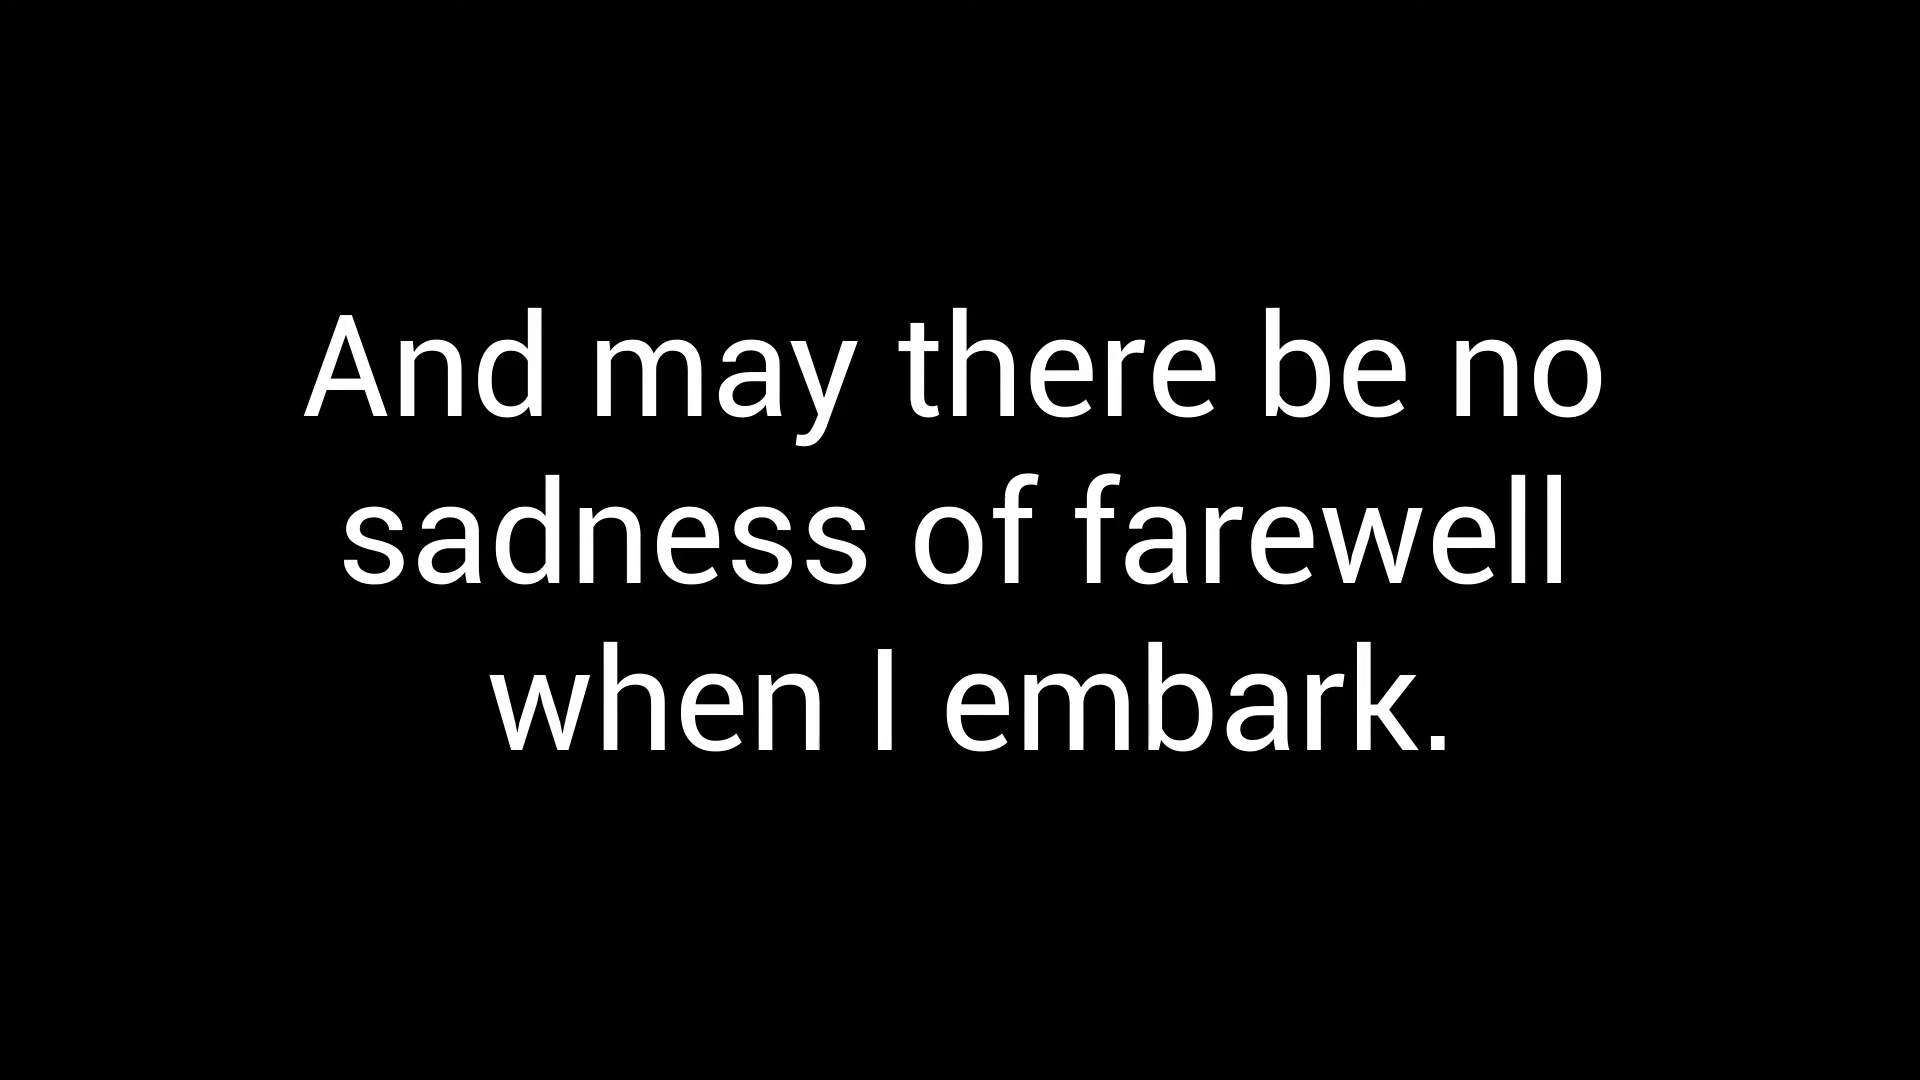 And may there be no
sadness of farewell
when I embark.